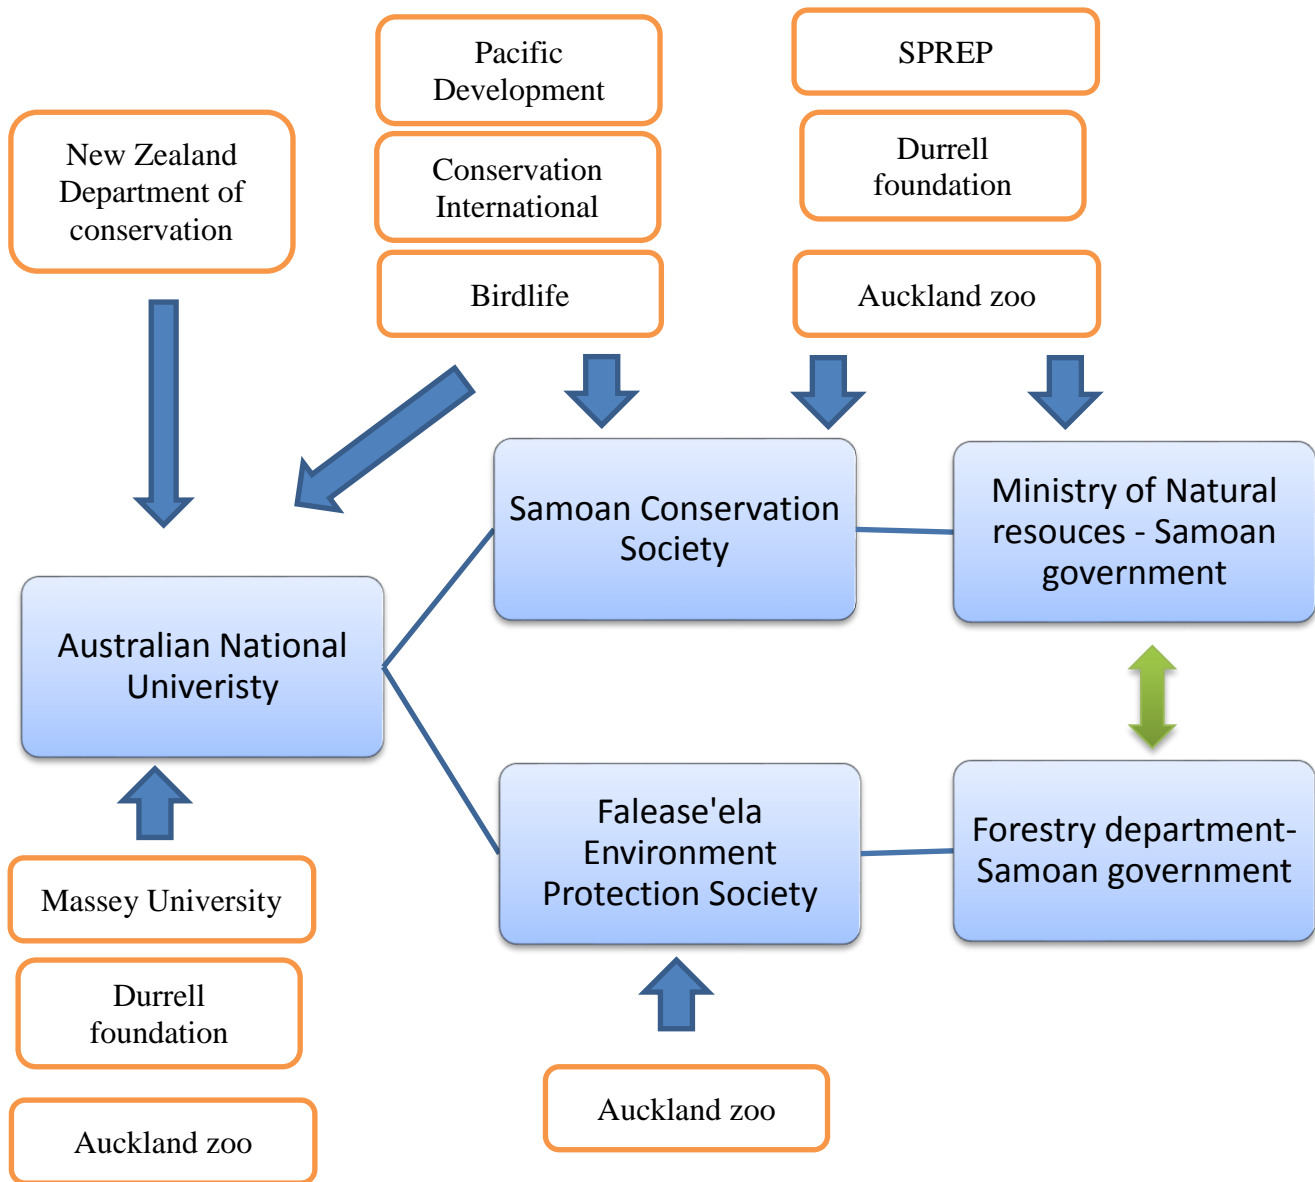 Pacific
Development
SPREP
New Zealand
Department of
conservation
Conservation
International
Durrell
foundation
Birdlife
Auckland zoo
Samoan Conservation
Society
Ministry of Natural
resouces - Samoan
government
Australian National
Univeristy
Falease'ela
Environment
Protection Society
Forestry department-
Samoan government
Massey University
Durrell
foundation
Auckland zoo
Auckland zoo